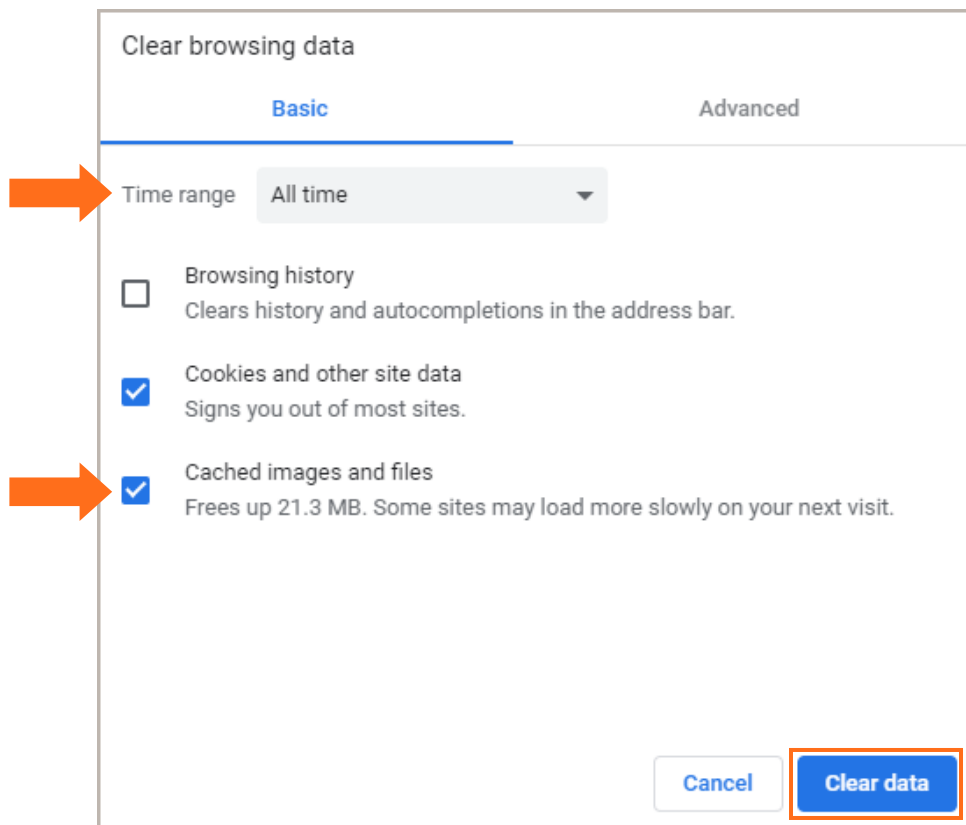 Clear browsing data
Basic Advanced
Time range All time
Browsing history
Clears history and autocompletions in the address bar.
Cookies and other site data
Signs you out of most sites.
Cached images and files
Frees up 21.3 MB. Some sites may load more slowly on your next visit.
Cancel Clear data